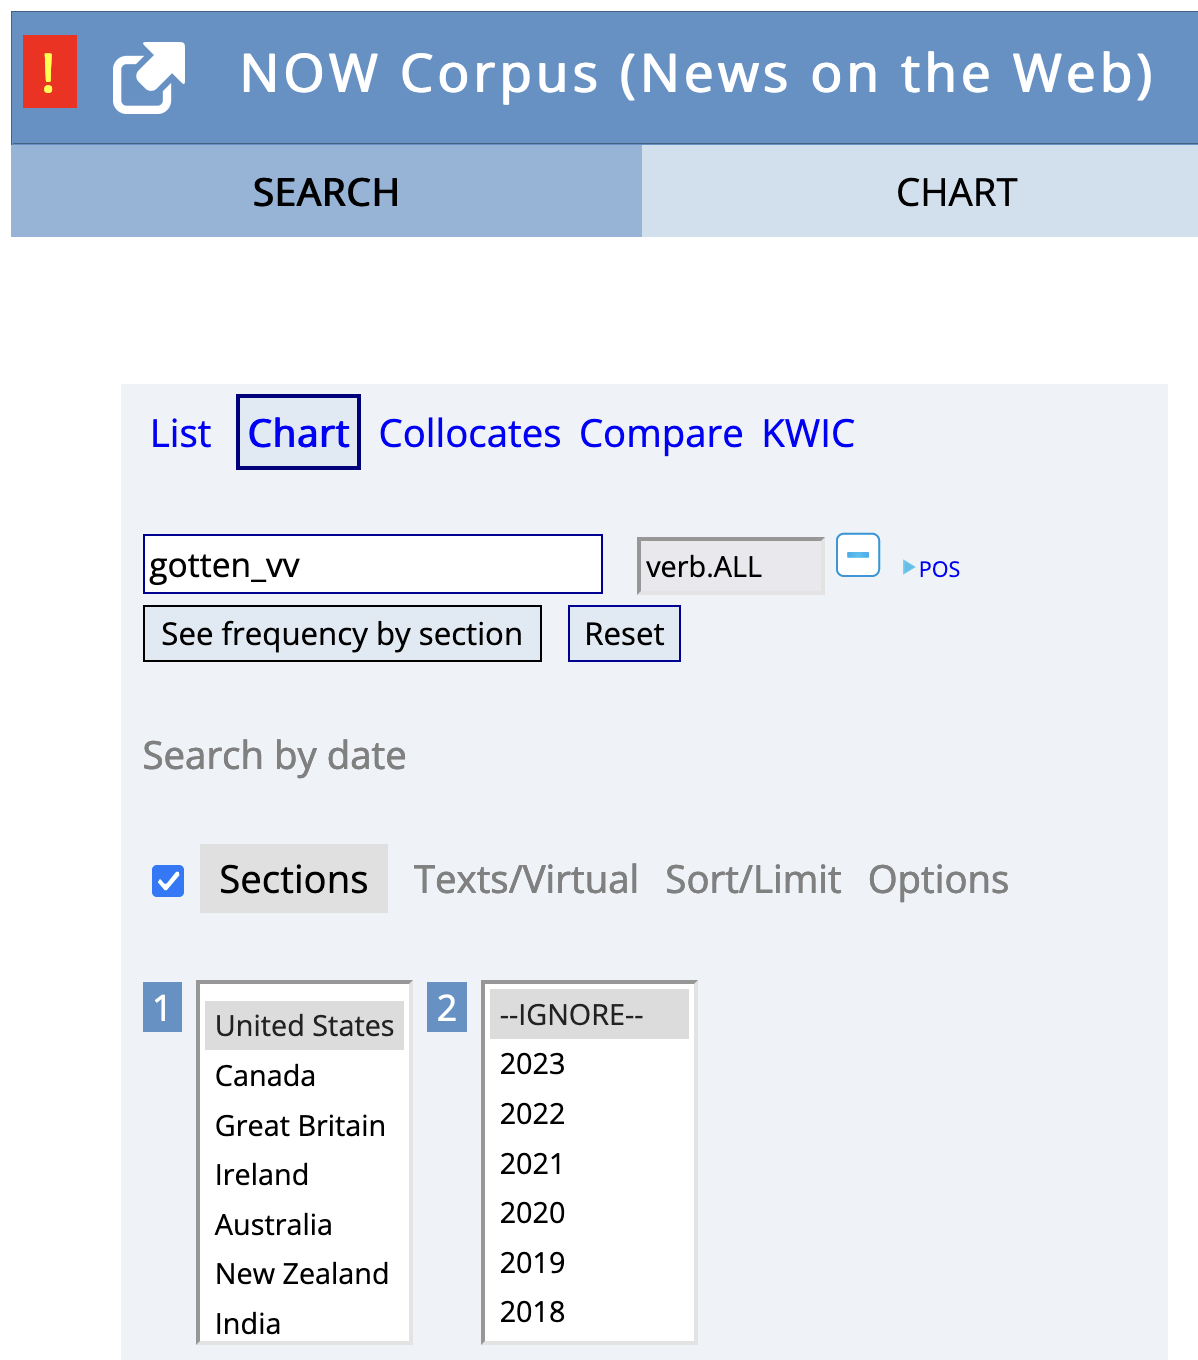 ! NOW Corpus (News on the Web)
SEARCH CHART
List Chart Collocates Compare KWIC
gotten_vv verb.ALL POS
See frequency by section Reset
Search by date
Sections Texts/Virtual Sort/Limit Options
1 United States 2 --IGNORE--
Canada 2023
Great Britain 2022
Ireland 2021
Australia 2020
New Zealand 2019
India 2018